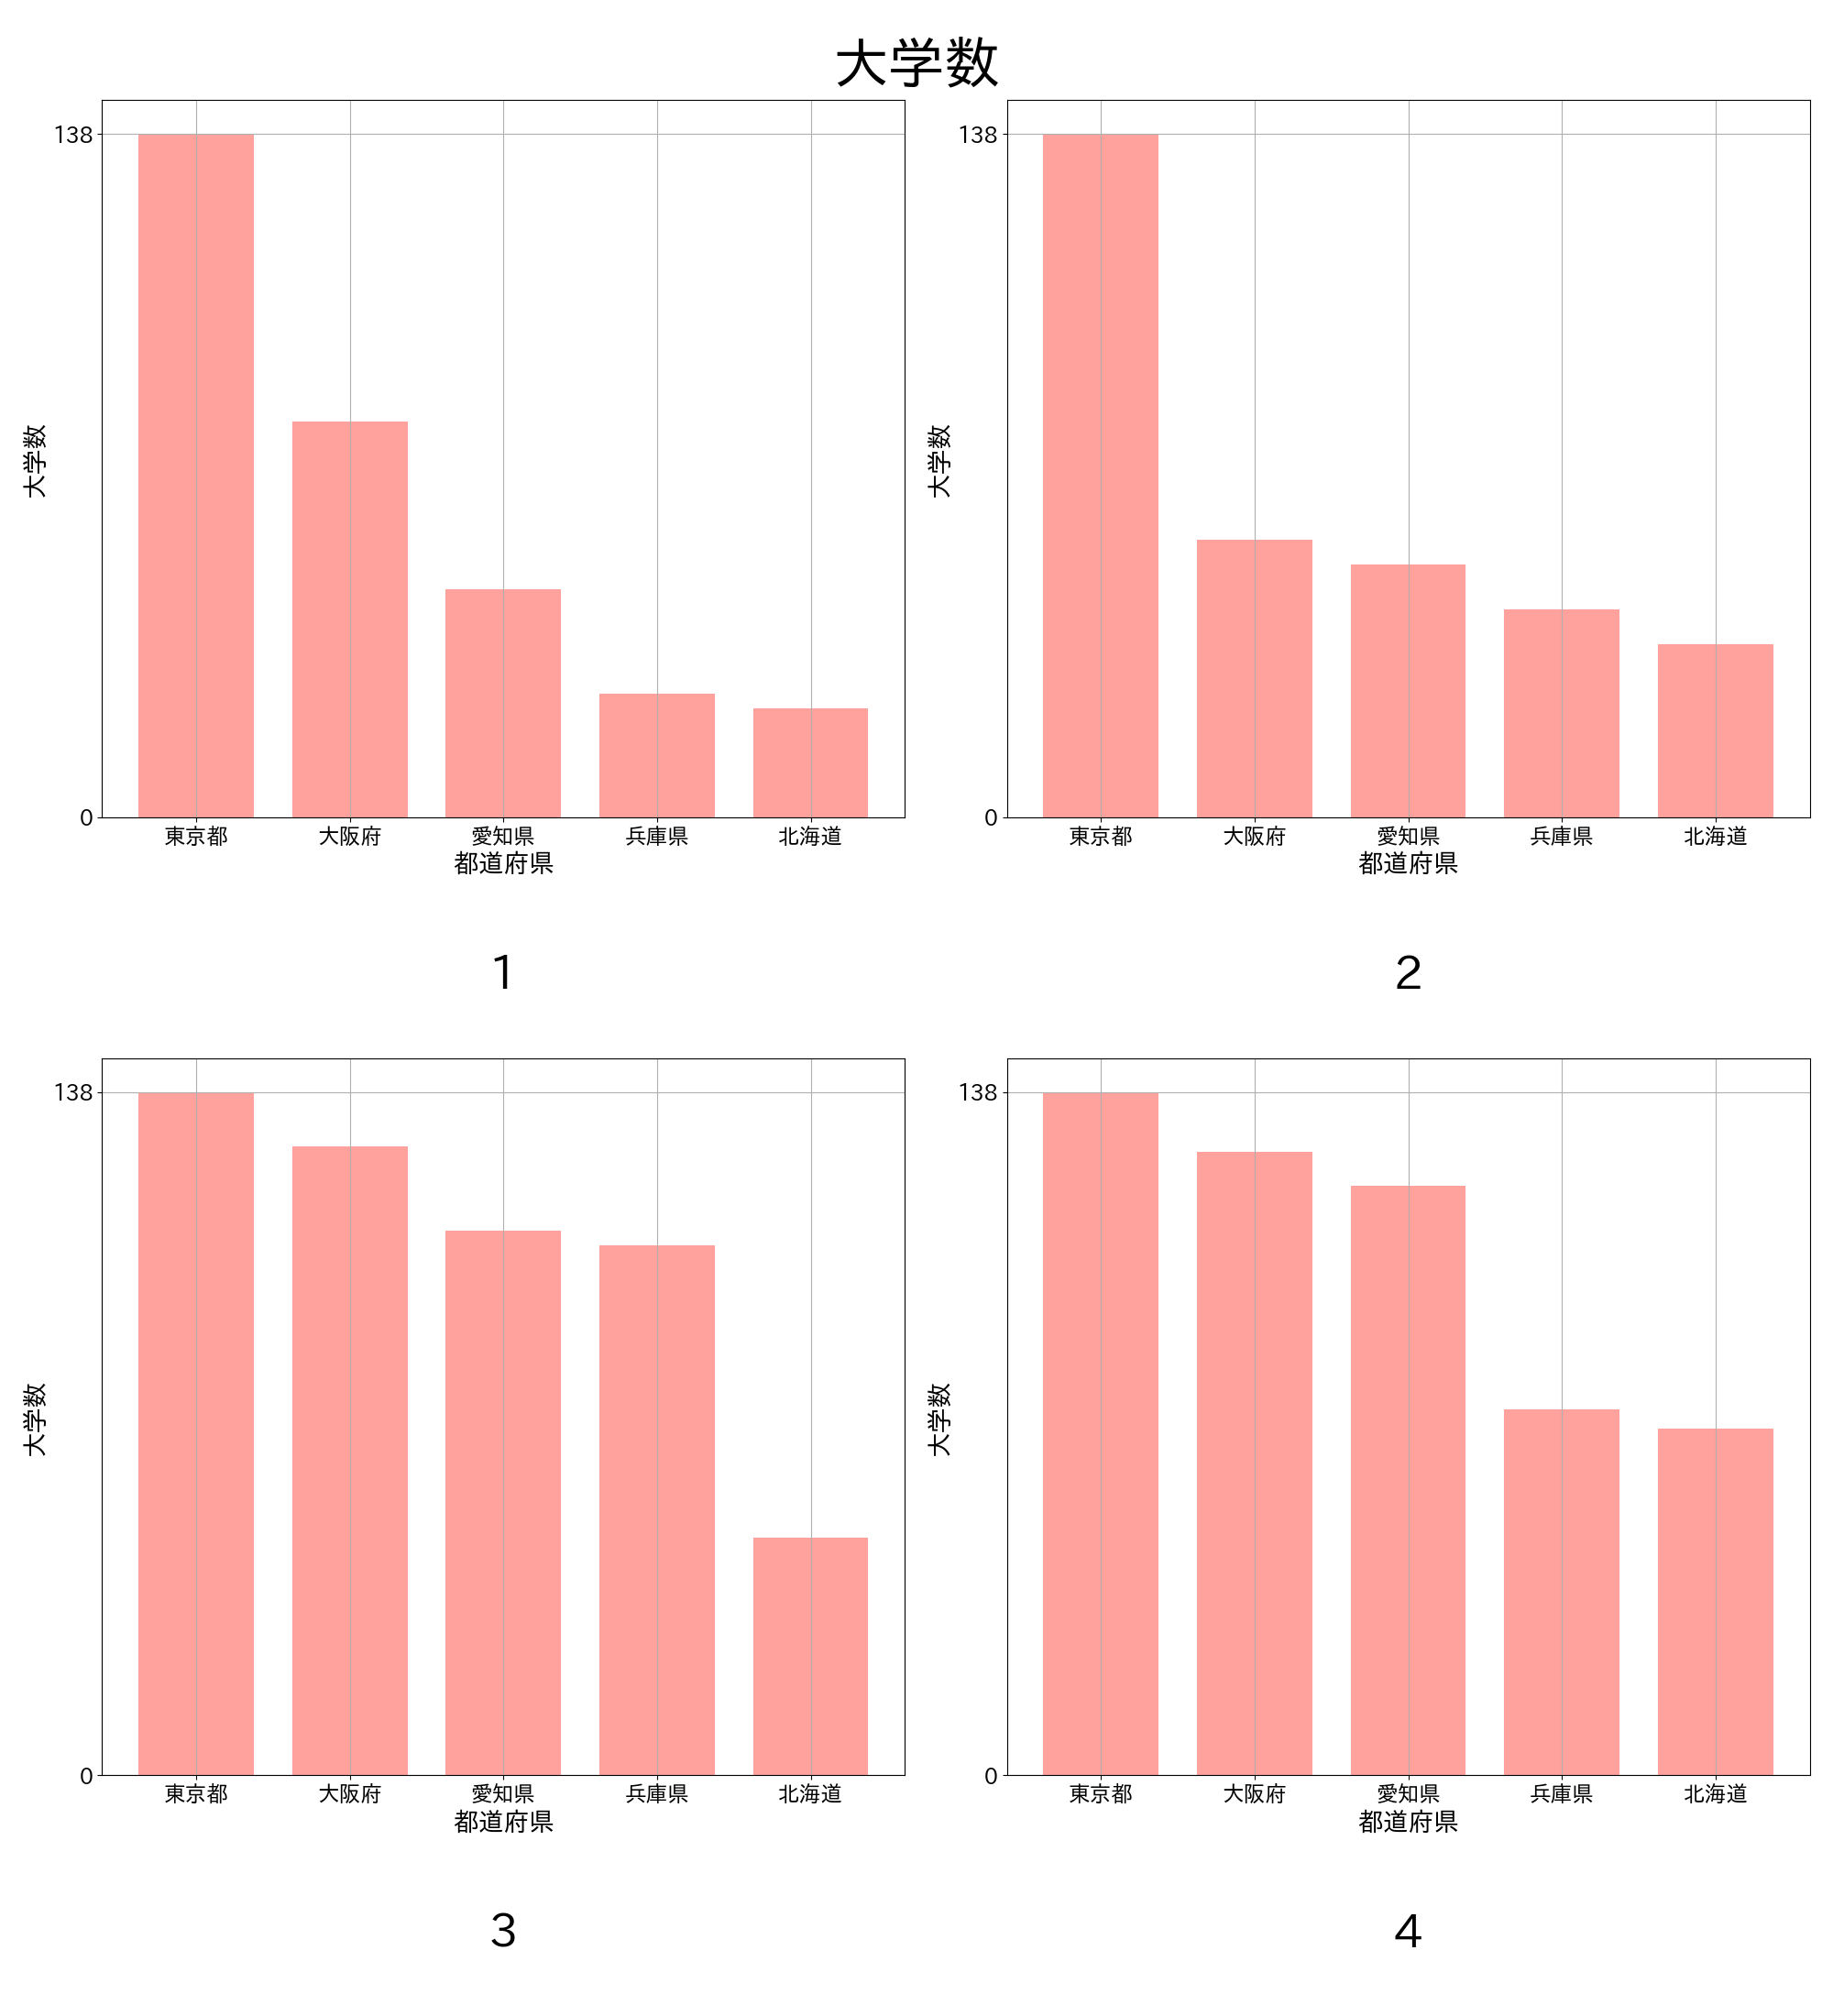 大学数
138
0
大学数
東京都 大阪府 愛知県 兵庫県 北海道
都道府県
1
138
0
大学数
東京都 大阪府 愛知県 兵庫県 北海道
都道府県
2
138
0
大学数
東京都 大阪府 愛知県 兵庫県 北海道
都道府県
3
138
0
大学数
東京都 大阪府 愛知県 兵庫県 北海道
都道府県
4